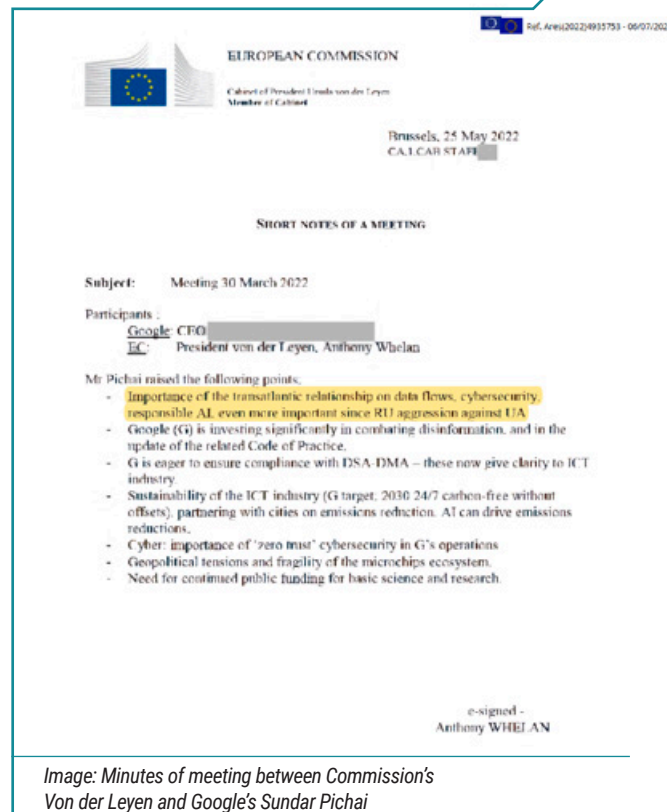 Ref. Ares(2022)4935753 - 06/07/202
EUROPEAN COMMISSION
Cabinet of President Ursula von der Leyen
Member of Cabinet
Brussels, 25 May 2022
CA.1.CAB STAFF
SHORT NOTES OF A MEETING
Subject: Meeting 30 March 2022
Participants :
Google: CEO
EC: President von der Leyen, Anthony Whelan
Mr Pichai raised the following points,
- Importance of the transatlantic relationship on data flows, cybersecurity,
responsible AI, even more important since RU aggression against UA
- Google (G) is investing significantly in combating disinformation, and in the
update of the related Code of Practice.
- G is eager to ensure compliance with DSA-DMA – these now give clarity to ICT
industry.
- Sustainability of the ICT industry (G target, 2030 24/7 carbon-free without
offsets), partnering with cities on emissions reduction. AI can drive emissions
reductions,
- Cyber: importance of ‘zero trust’ cybersecurity in G's operations
- Geopolitical tensions and fragility of the microchips ecosystem.
- Need for continued public funding for basic science and research.
e-signed -
Anthony WHELAN
Image: Minutes of meeting between Commission's
Von der Leyen and Google's Sundar Pichai